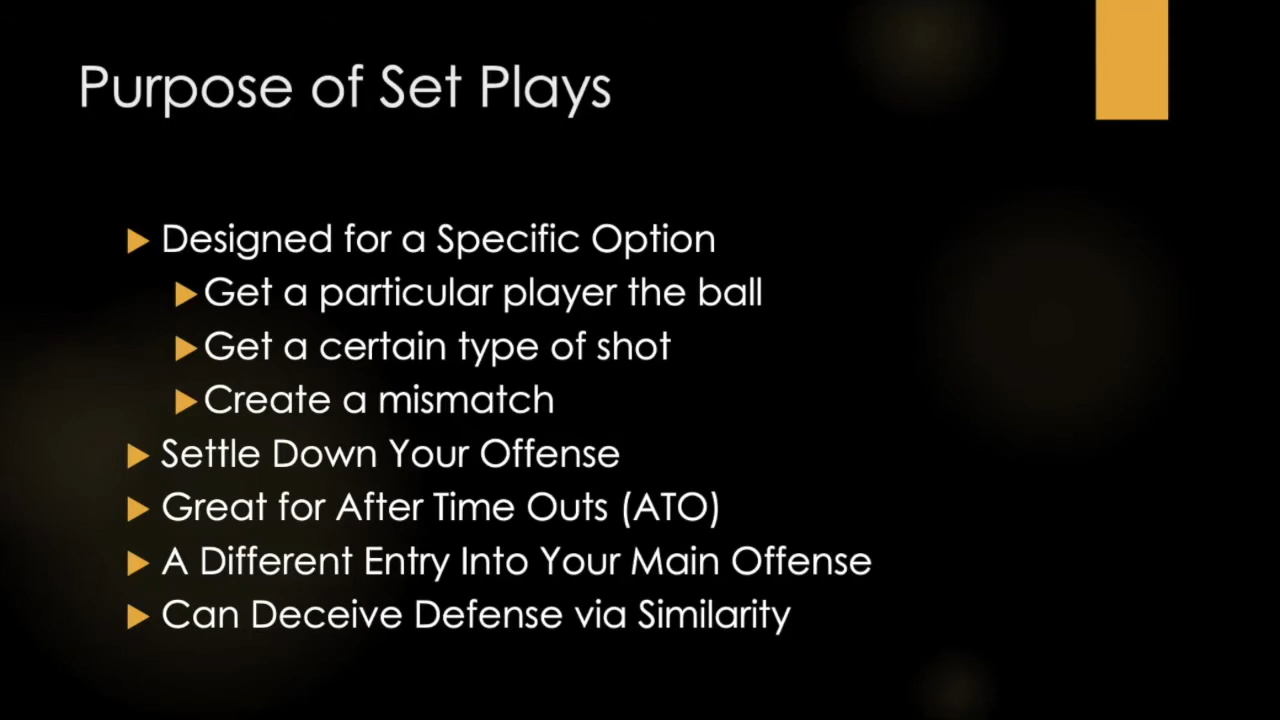 Purpose of Set Plays
Designed for a Specific Option
Get a particular player the ball
Get a certain type of shot
Create a mismatch
Settle Down Your Offense
Great for After Time Outs (ATO)
A Different Entry Into Your Main Offense
Can Deceive Defense via Similarity